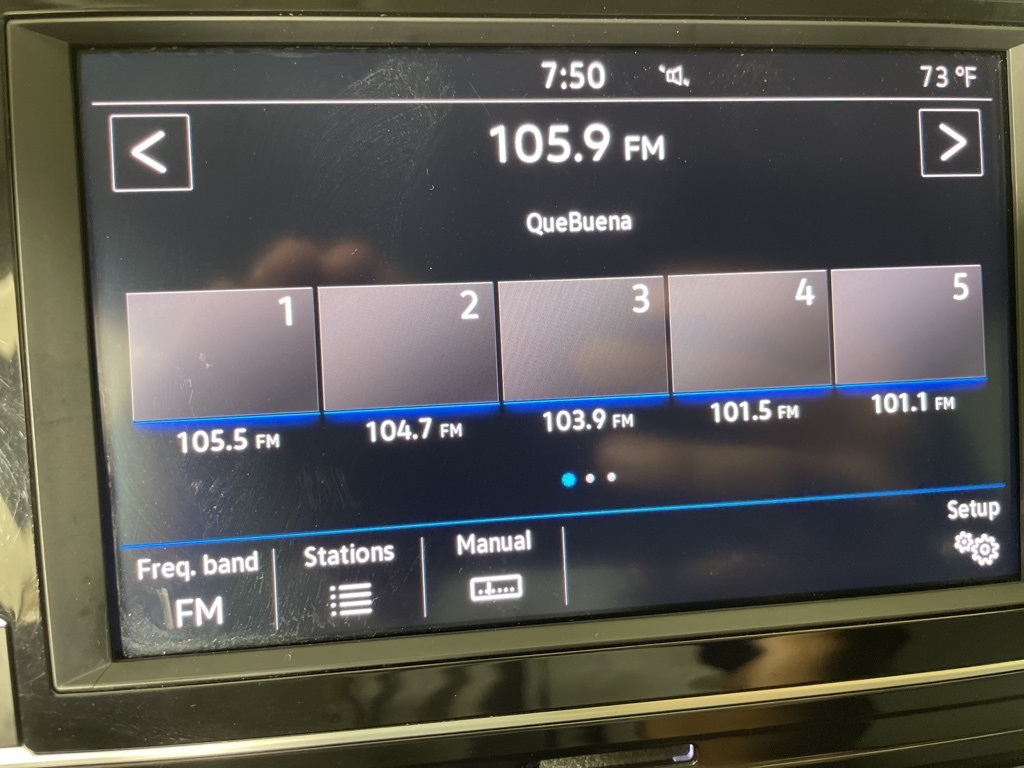 7:50
73 °F
<
105.9 FM
>
QueBuena
1
2
3
4
5
105.5 FM
104.7 FM
103.9 FM
101.5 FM
101.1 FM
Freq. band
Stations
Manual
Setup
FM